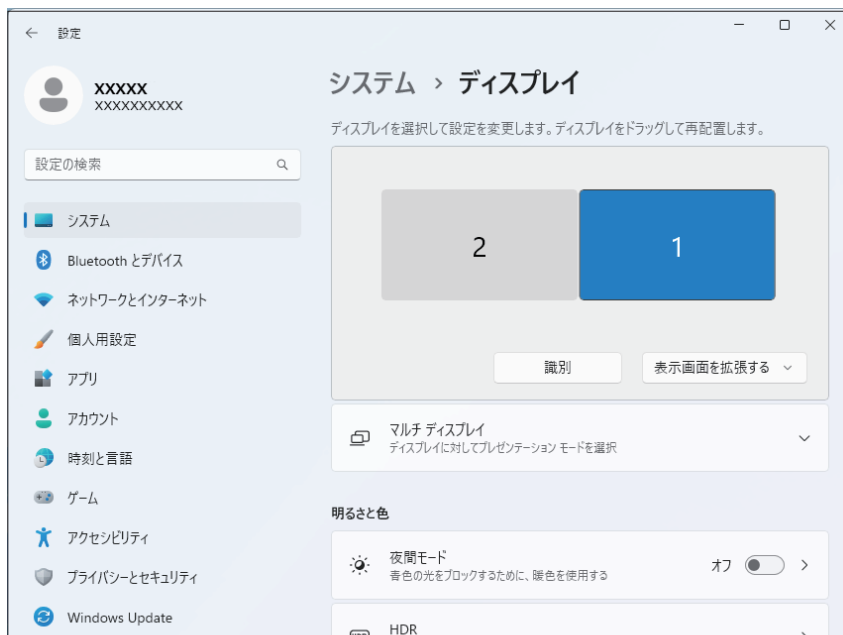 設定
XXXXX
XXXXXXXXXX
設定の検索
システム
Bluetooth とデバイス
ネットワークとインターネット
個人用設定
アプリ
アカウント
時刻と言語
ゲーム
アクセシビリティ
プライバシーとセキュリティ
Windows Update
システム › ディスプレイ
ディスプレイを選択して設定を変更します。ディスプレイをドラッグして再配置します。
2
1
識別
表示画面を拡張する
マルチ ディスプレイ
ディスプレイに対してプレゼンテーション モードを選択
明るさと色
夜間モード
青色の光をブロックするために、暖色を使用する
オフ
HDR